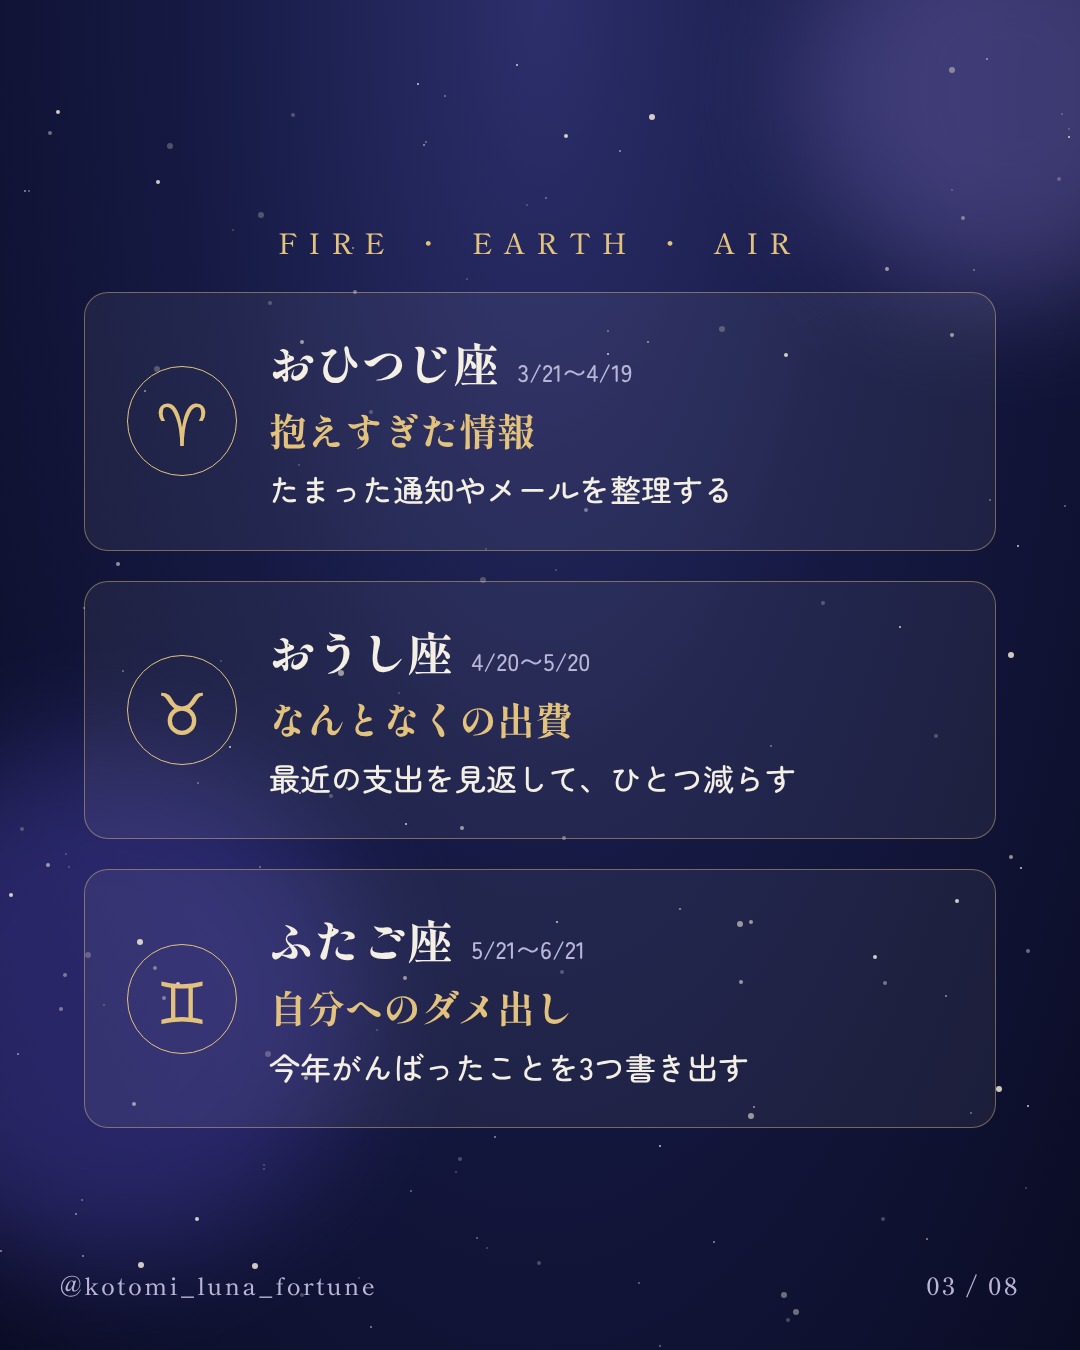 FIRE · EARTH · AIR
♈ おひつじ座 3/21〜4/19
抱えすぎた情報
たまった通知やメールを整理する
♉ おうし座 4/20〜5/20
なんとなくの出費
最近の支出を見返して、ひとつ減らす
♊ ふたご座 5/21〜6/21
自分へのダメ出し
今年がんばったことを3つ書き出す
@kotomi_luna_fortune
03 / 08